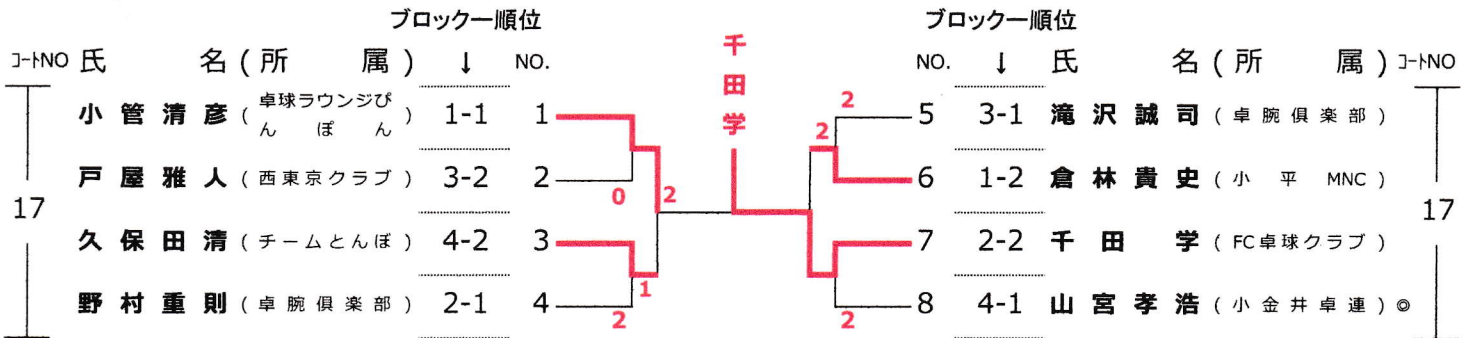 ブロック一順位 ブロック一順位
コートNO 氏 名 ( 所 属 ) ↓ NO. 千田学 NO. ↓ 氏 名 ( 所 属 ) コートNO
小管清彦 ( 卓球ラウンジぴんぽん ) 1-1 1 2 5 3-1 滝沢誠司 ( 卓腕倶楽部 )
2
戸屋雅人 ( 西東京クラブ ) 3-2 2 0 2 6 1-2 倉林貴史 ( 小平 MNC )
17 17
久保田清 ( チームとんぼ ) 4-2 3 7 2-2 千田学 ( FC卓球クラブ )
1
野村重則 ( 卓腕倶楽部 ) 2-1 4 2 2 8 4-1 山宮孝浩 ( 小金井卓連 ) ◎